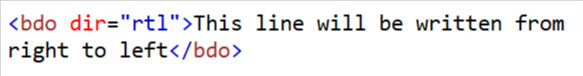 <bdo dir="rtl">This line will be written from
right to left</bdo>